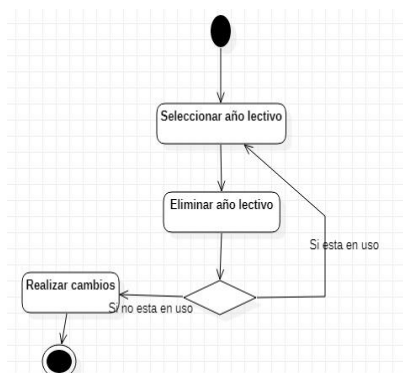 Seleccionar año lectivo
Eliminar año lectivo
Si esta en uso
Realizar cambios
Si no esta en uso